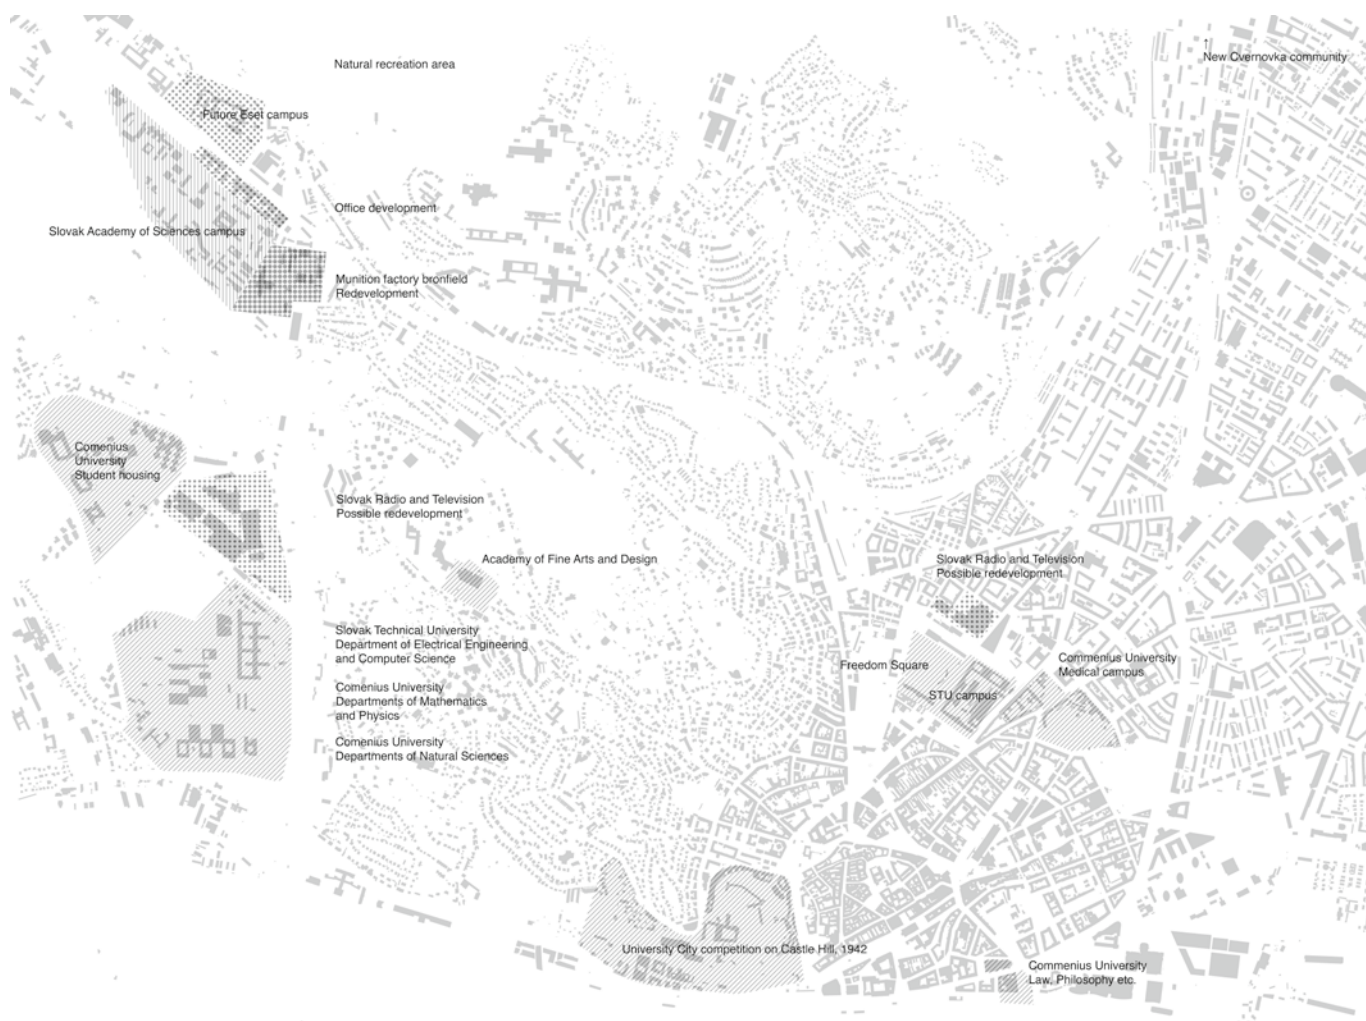 New Cvernovka community
Natural recreation area
Future Eset campus
Office development
Slovak Academy of Sciences campus
Munition factory bronfield
Redevelopment
Comenius
University
Student housing
Slovak Radio and Television
Possible redevelopment
Academy of Fine Arts and Design
Slovak Radio and Television
Possible redevelopment
Slovak Technical University
Department of Electrical Engineering
and Computer Science
Freedom Square
Commenius University
Medical campus
STU campus
Comenius University
Departments of Mathematics
and Physics
Comenius University
Departments of Natural Sciences
University City competition on Castle Hill, 1942
Commenius University
Law, Philosophy etc.